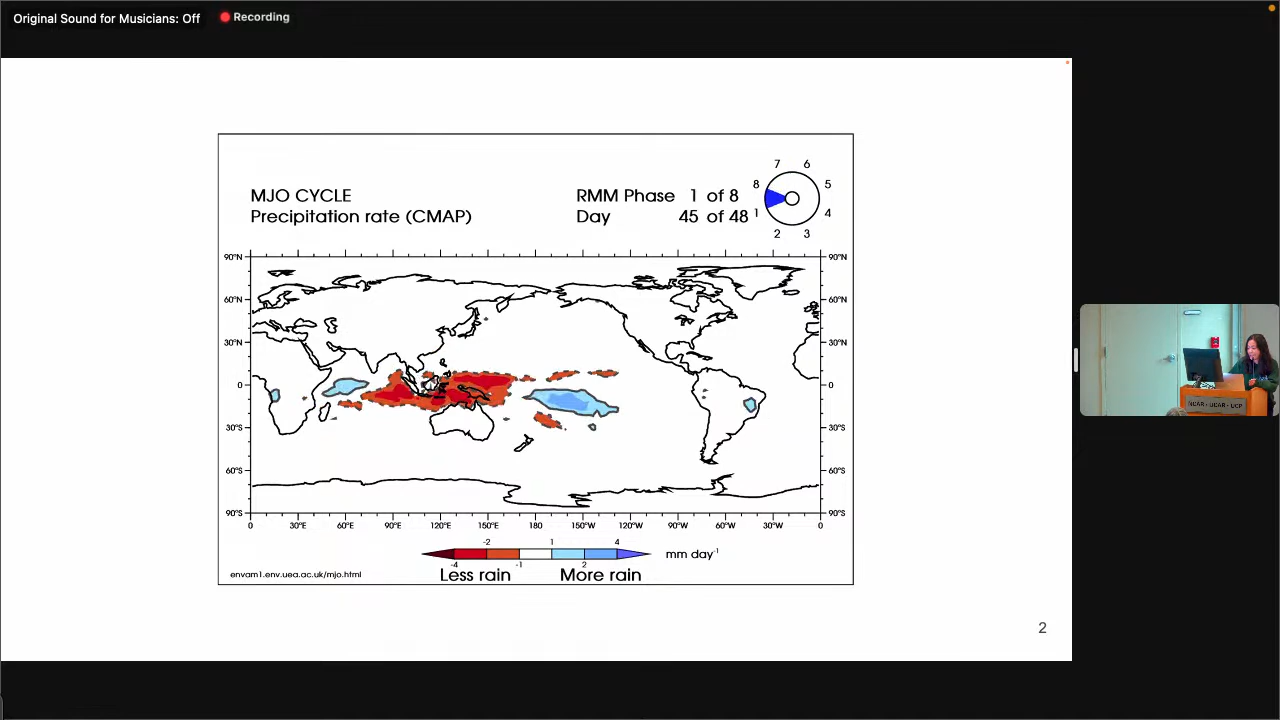 Original Sound for Musicians: Off
Recording
MJO CYCLE
Precipitation rate (CMAP)
RMM Phase 1 of 8
Day 45 of 48
7 6
8 5
1 4
2 3
90°N 90°N
60°N 60°N
30°N 30°N
0 0
30°S 30°S
60°S 60°S
90°S 90°S
0 30°E 60°E 90°E 120°E 150°E 180 150°W 120°W 90°W 60°W 30°W 0
-2 1 4
mm day⁻¹
-4 -1 2
Less rain More rain
envam1.env.uea.ac.uk/mjo.html
2
NCAR - UCAR - UCP